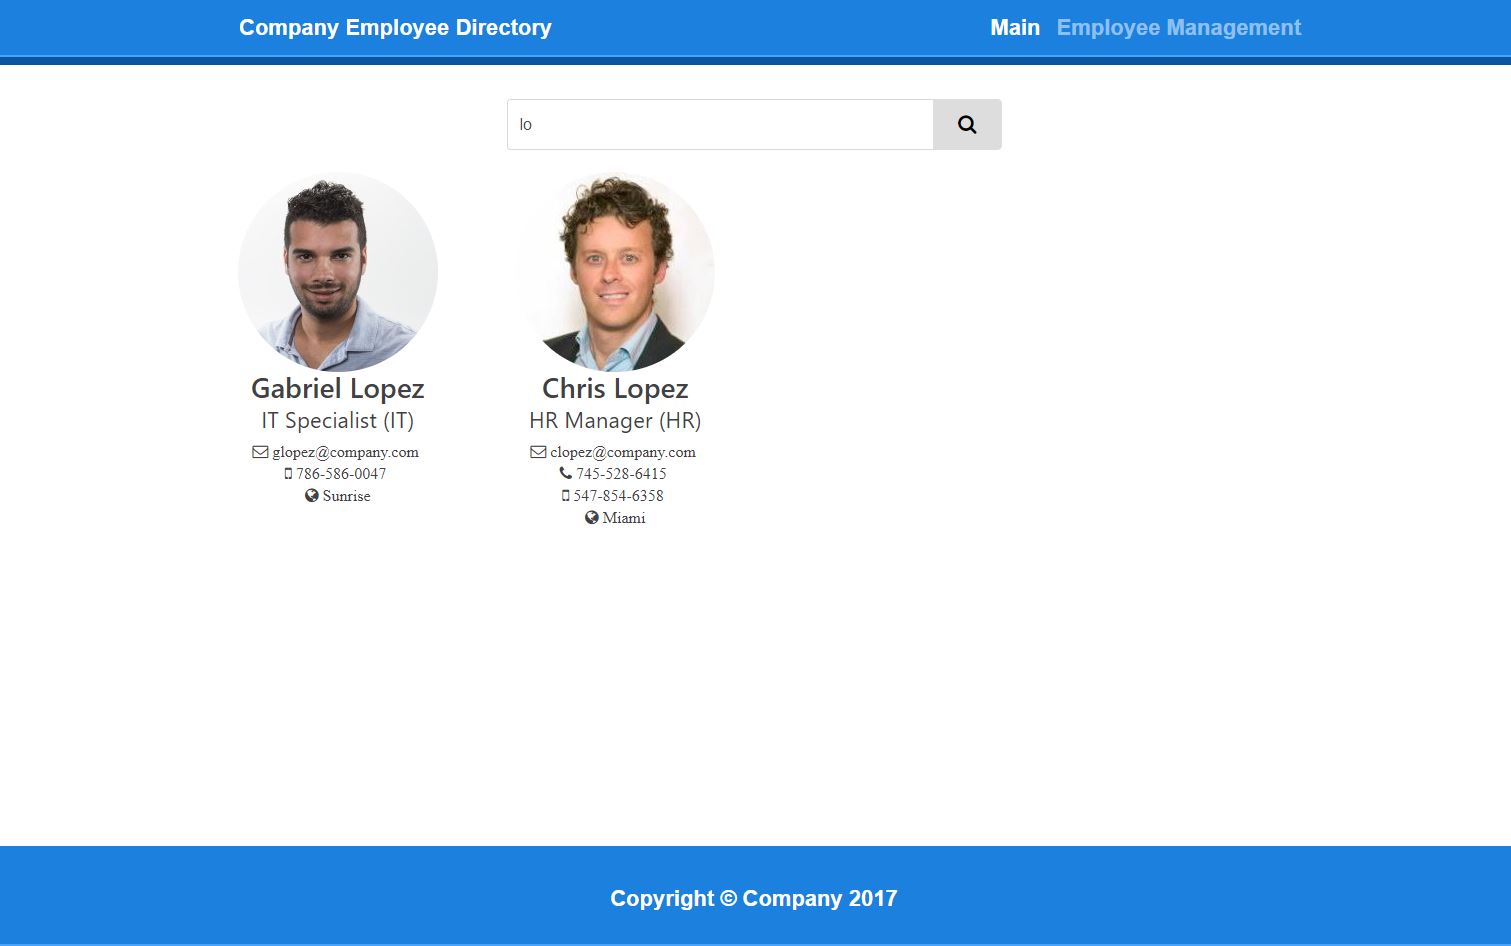 Company Employee Directory
Main Employee Management
lo
Gabriel Lopez
IT Specialist (IT)
glopez@company.com
786-586-0047
Sunrise
Chris Lopez
HR Manager (HR)
clopez@company.com
745-528-6415
547-854-6358
Miami
Copyright © Company 2017